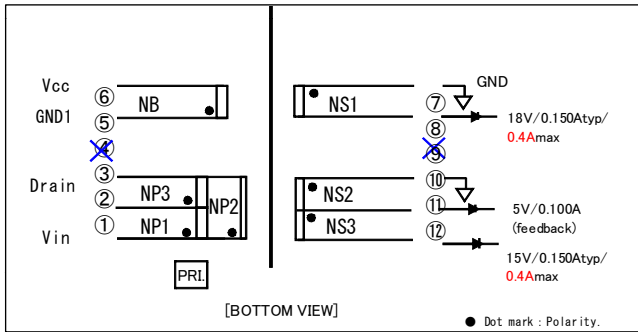 Vcc
⑥
NB
GND1
⑤
④
Drain
③
②
NP3
NP2
Vin
①
NP1
PRI.
NS1
⑦
GND
⑧
18V/0.150Atyp/
0.4Amax
⑨
⑩
NS2
⑪
5V/0.100A
(feedback)
NS3
⑫
15V/0.150Atyp/
0.4Amax
[BOTTOM VIEW]
● Dot mark : Polarity.